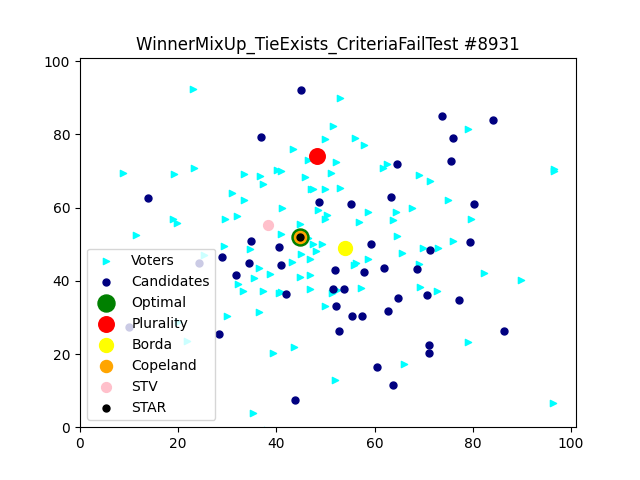 WinnerMixUp_TieExists_CriteriaFailTest #8931
100
80
60
40
20
0
Voters
Candidates
Optimal
Plurality
Borda
Copeland
STV
STAR
0 20 40 60 80 100